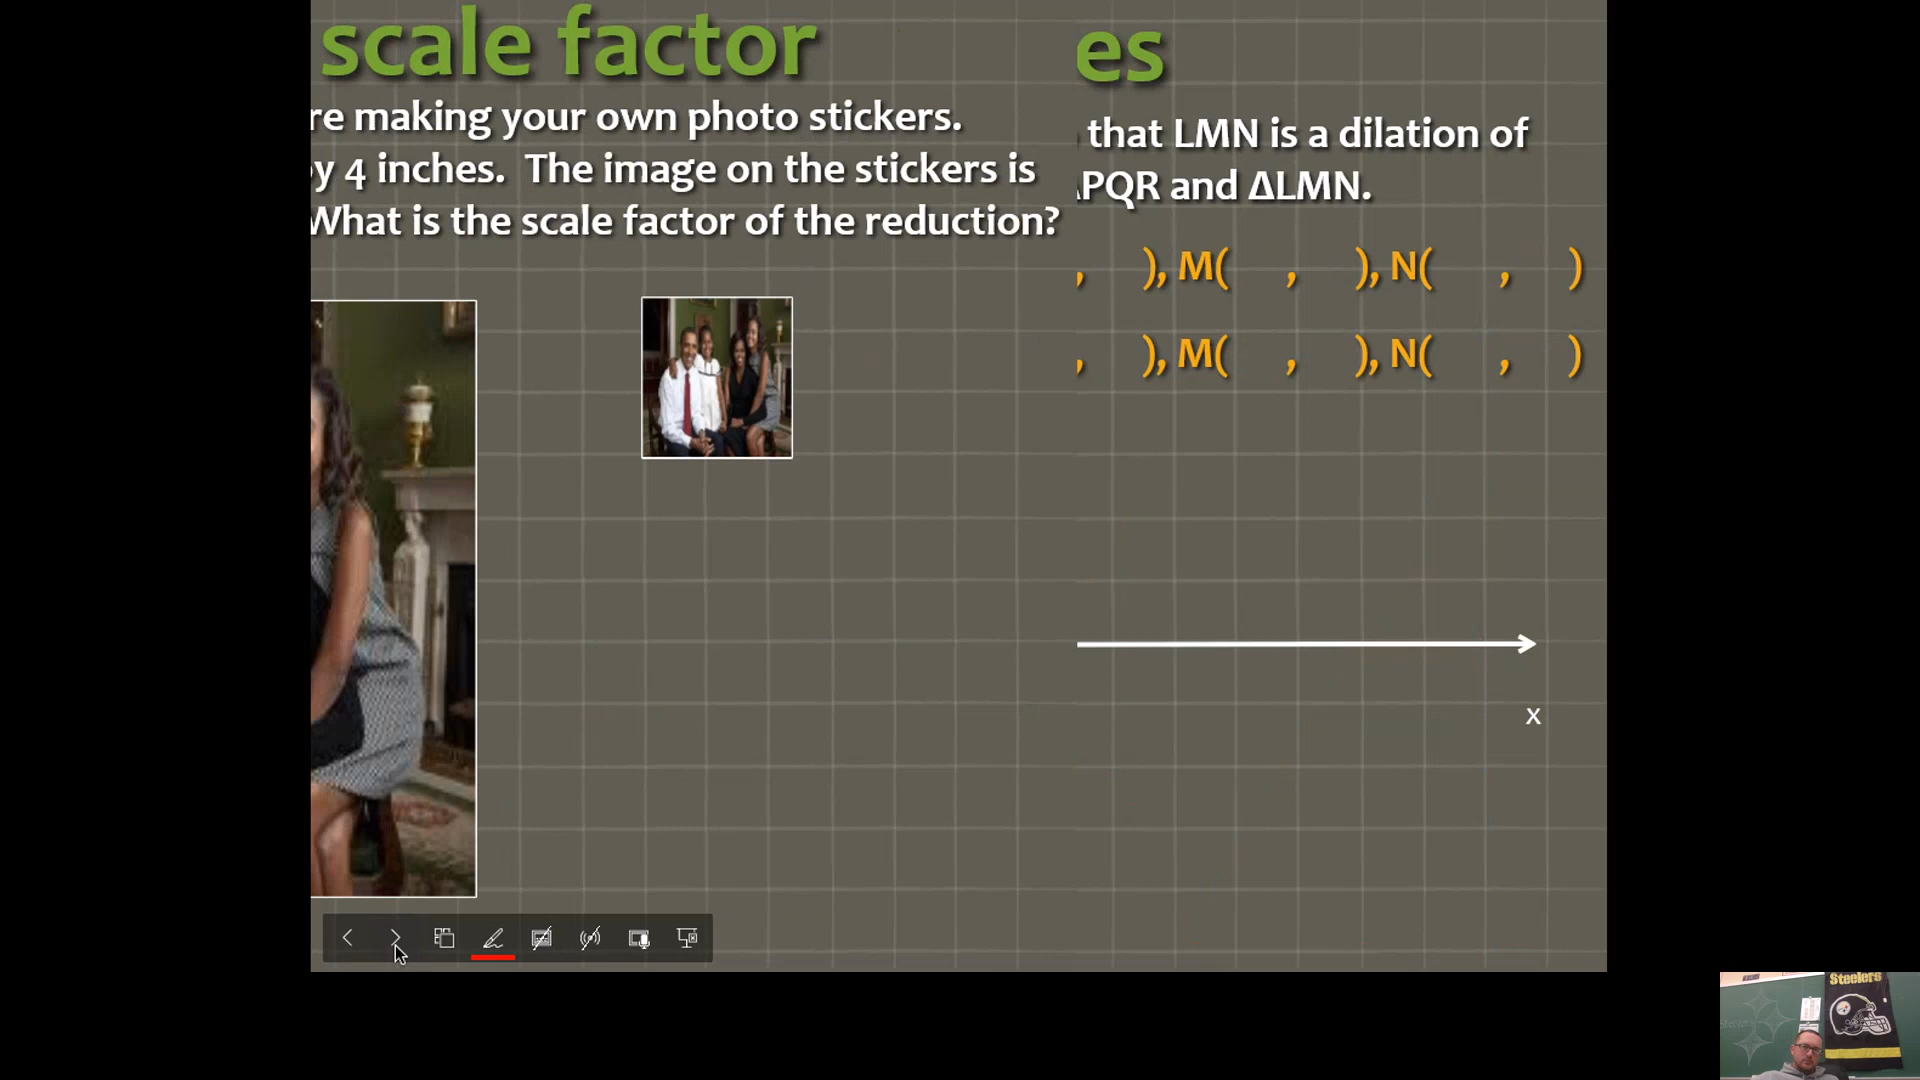 scale factor
re making your own photo stickers.
y 4 inches. The image on the stickers is
What is the scale factor of the reduction?
es
that LMN is a dilation of
PQR and ΔLMN.
, ), M( , ), N( , )
, ), M( , ), N( , )
x
Steelers